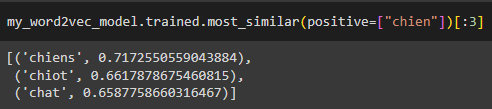 my_word2vec_model.trained.most_similar(positive=["chien"])[:3]
[('chiens', 0.7172550559043884),
('chiot', 0.6617878675460815),
('chat', 0.6587758660316467)]